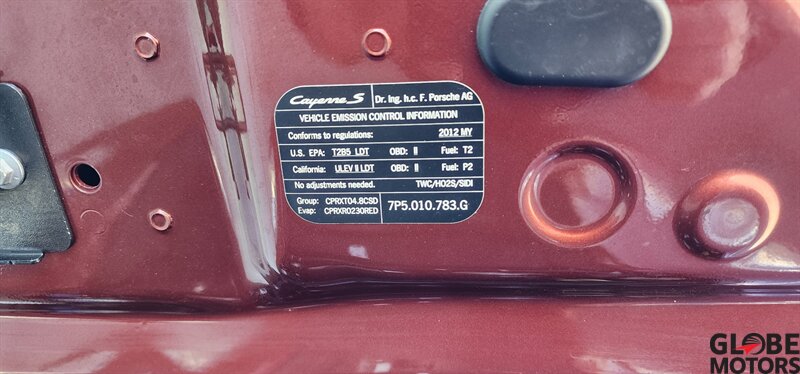 Cayenne S Dr. Ing. h.c. F. Porsche AG
VEHICLE EMISSION CONTROL INFORMATION
Conforms to regulations: 2012 MY
U.S. EPA: T2B5 LDT OBD: II Fuel: T2
California: ULEV II LDT OBD: II Fuel: P2
No adjustments needed. TWC/HO2S/SIDI
Group: CPRXT04.8CSD
Evap: CPRXR0230RED 7P5.010.783.G
GLOBE
MOTORS